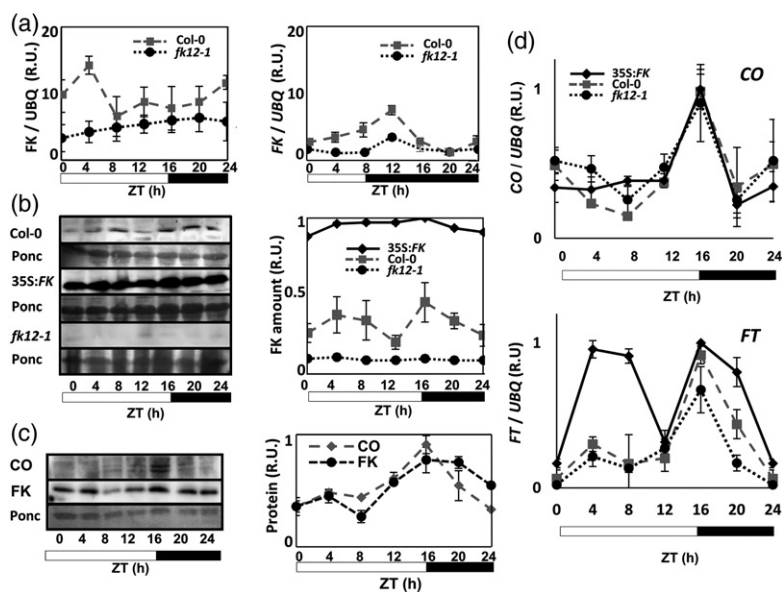 (a)
20
10
0
FK / UBQ (R.U.)
Col-0
fk12-1
0 4 8 12 16 20 24
ZT (h)
20
10
0
FK / UBQ (R.U.)
Col-0
fk12-1
0 4 8 12 16 20 24
ZT (h)
(b)
Col-0
Ponc
35S:FK
Ponc
fk12-1
Ponc
0 4 8 12 16 20 24
ZT (h)
1
0.5
0
FK amount (R.U.)
35S:FK
Col-0
fk12-1
0 4 8 12 16 20 24
ZT (h)
(c)
CO
FK
Ponc
0 4 8 12 16 20 24
ZT (h)
1
0
Protein (R.U.)
CO
FK
0 4 8 12 16 20 24
ZT (h)
(d)
CO
1
0
CO / UBQ (R.U.)
35S:FK
Col-0
fk12-1
0 4 8 12 16 20 24
ZT (h)
FT
1
0
FT / UBQ (R.U)
0 4 8 12 16 20 24
ZT (h)